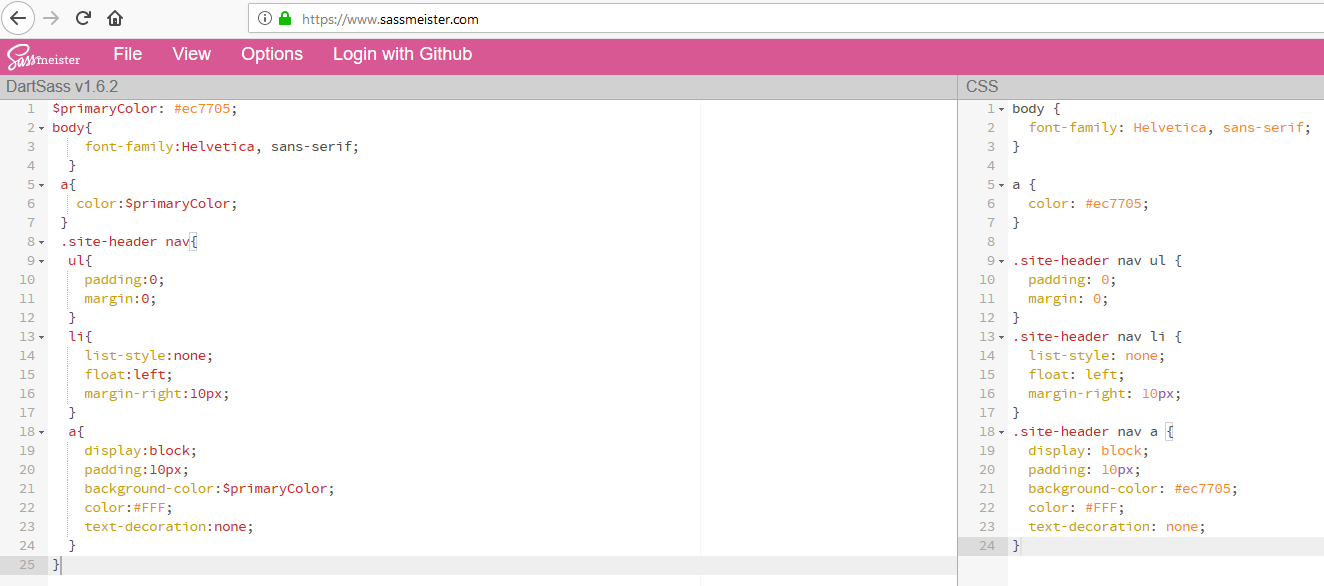 https://www.sassmeister.com
Sassmeister File View Options Login with Github
DartSass v1.6.2
1 $primaryColor: #ec7705;
2 body{
3 font-family:Helvetica, sans-serif;
4 }
5 a{
6 color:$primaryColor;
7 }
8 .site-header nav{
9 ul{
10 padding:0;
11 margin:0;
12 }
13 li{
14 list-style:none;
15 float:left;
16 margin-right:10px;
17 }
18 a{
19 display:block;
20 padding:10px;
21 background-color:$primaryColor;
22 color:#FFF;
23 text-decoration:none;
24 }
25 }
CSS
1 body {
2 font-family: Helvetica, sans-serif;
3 }
4
5 a {
6 color: #ec7705;
7 }
8
9 .site-header nav ul {
10 padding: 0;
11 margin: 0;
12 }
13 .site-header nav li {
14 list-style: none;
15 float: left;
16 margin-right: 10px;
17 }
18 .site-header nav a {
19 display: block;
20 padding: 10px;
21 background-color: #ec7705;
22 color: #FFF;
23 text-decoration: none;
24 }